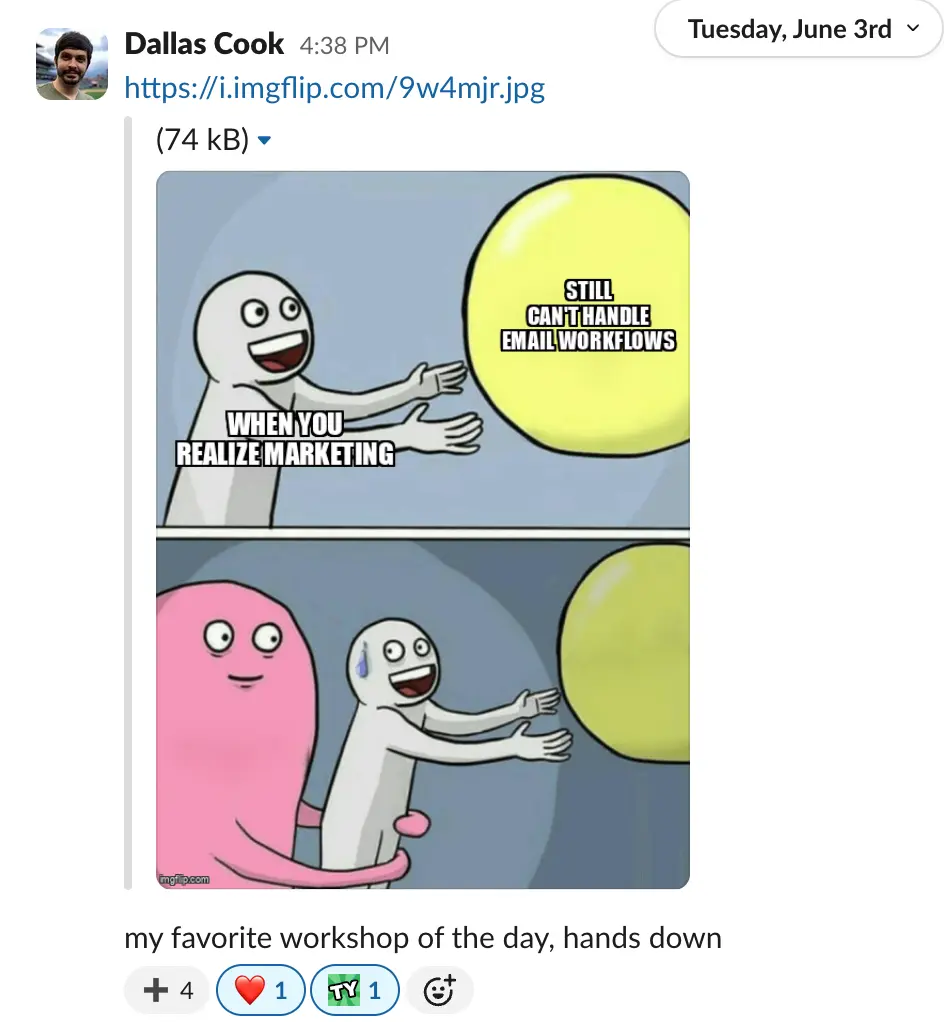 Dallas Cook 4:38 PM
Tuesday, June 3rd
https://i.imgflip.com/9w4mjr.jpg
(74 kB)
STILL
CAN'T HANDLE
EMAIL WORKFLOWS
WHEN YOU
REALIZE MARKETING
imgflip.com
my favorite workshop of the day, hands down
4
1
TY 1